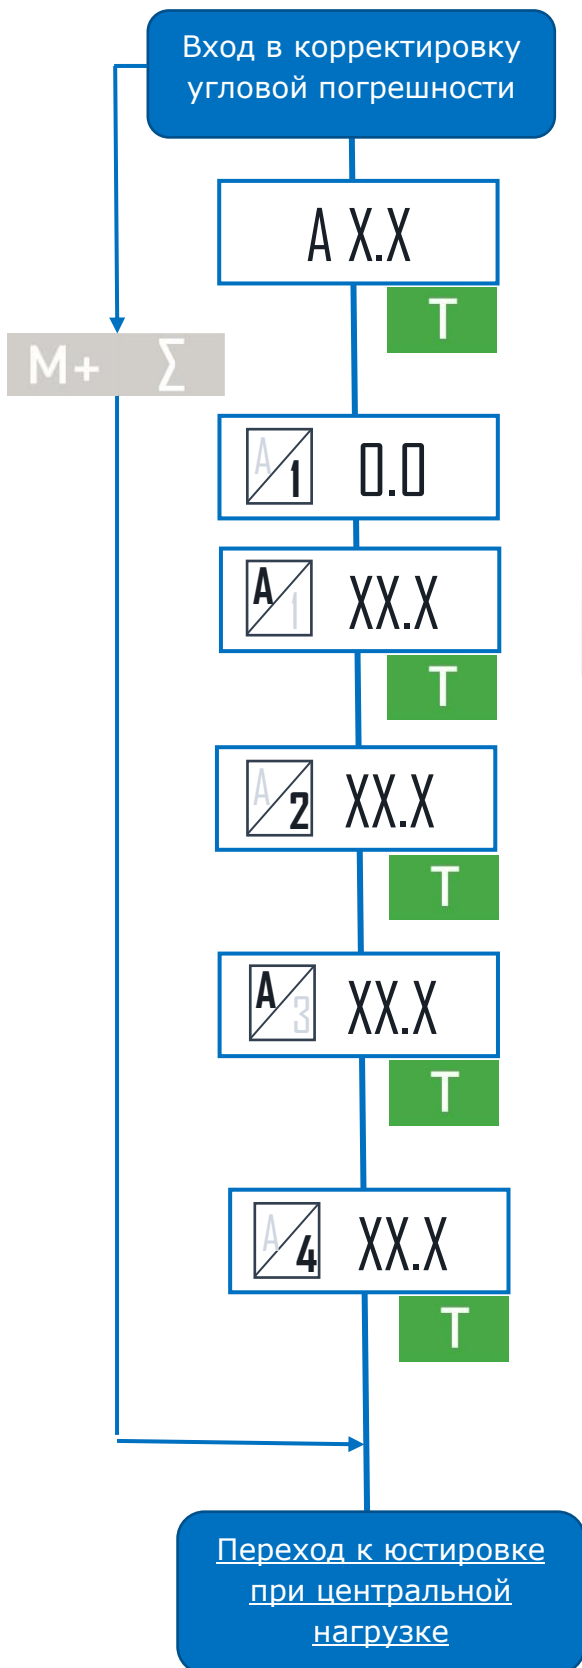 Вход в корректировку
угловой погрешности
A X.X
T
M+ Σ
A/1 0.0
A/1 XX.X
T
A/2 XX.X
T
A/3 XX.X
T
A/4 XX.X
T
Переход к юстировке
при центральной
нагрузке